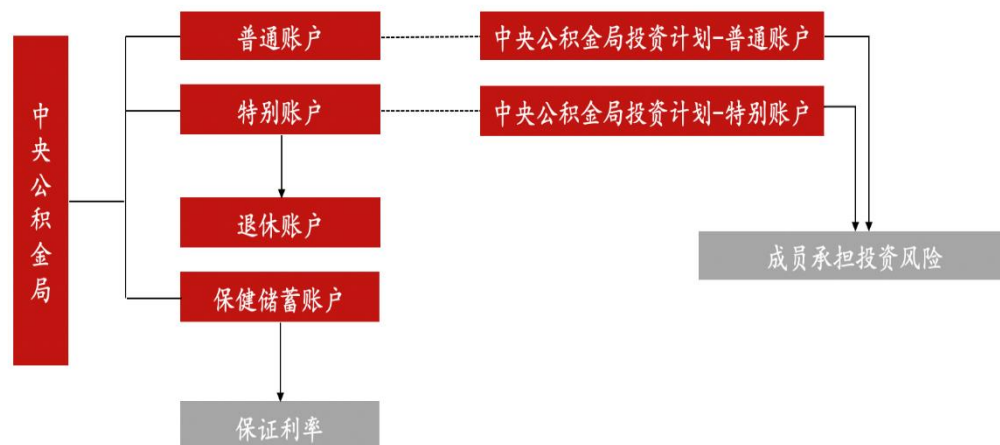 中央公积金局
普通账户
中央公积金局投资计划-普通账户
特别账户
中央公积金局投资计划-特别账户
退休账户
成员承担投资风险
保健储蓄账户
保证利率